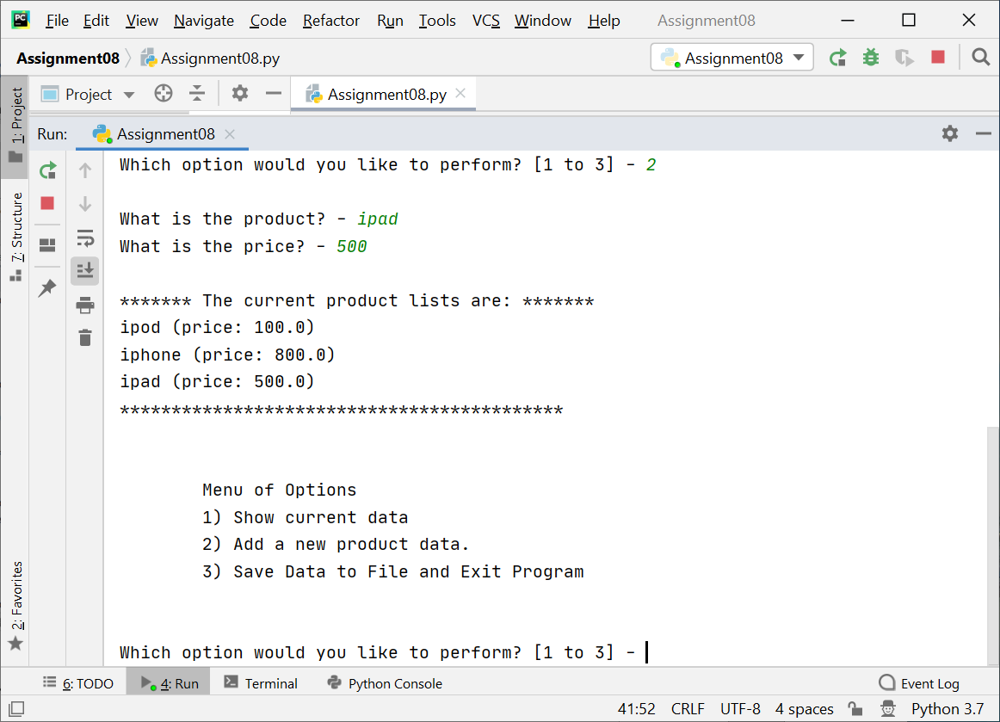 PC File Edit View Navigate Code Refactor Run Tools VCS Window Help Assignment08
Assignment08 Assignment08.py Assignment08
1: Project
Project Assignment08.py
Run: Assignment08
7: Structure
2: Favorites
Which option would you like to perform? [1 to 3] - 2
What is the product? - ipad
What is the price? - 500
******* The current product lists are: *******
ipod (price: 100.0)
iphone (price: 800.0)
ipad (price: 500.0)
*******************************************
Menu of Options
1) Show current data
2) Add a new product data.
3) Save Data to File and Exit Program
Which option would you like to perform? [1 to 3] -
6: TODO 4: Run Terminal Python Console Event Log
41:52 CRLF UTF-8 4 spaces Python 3.7